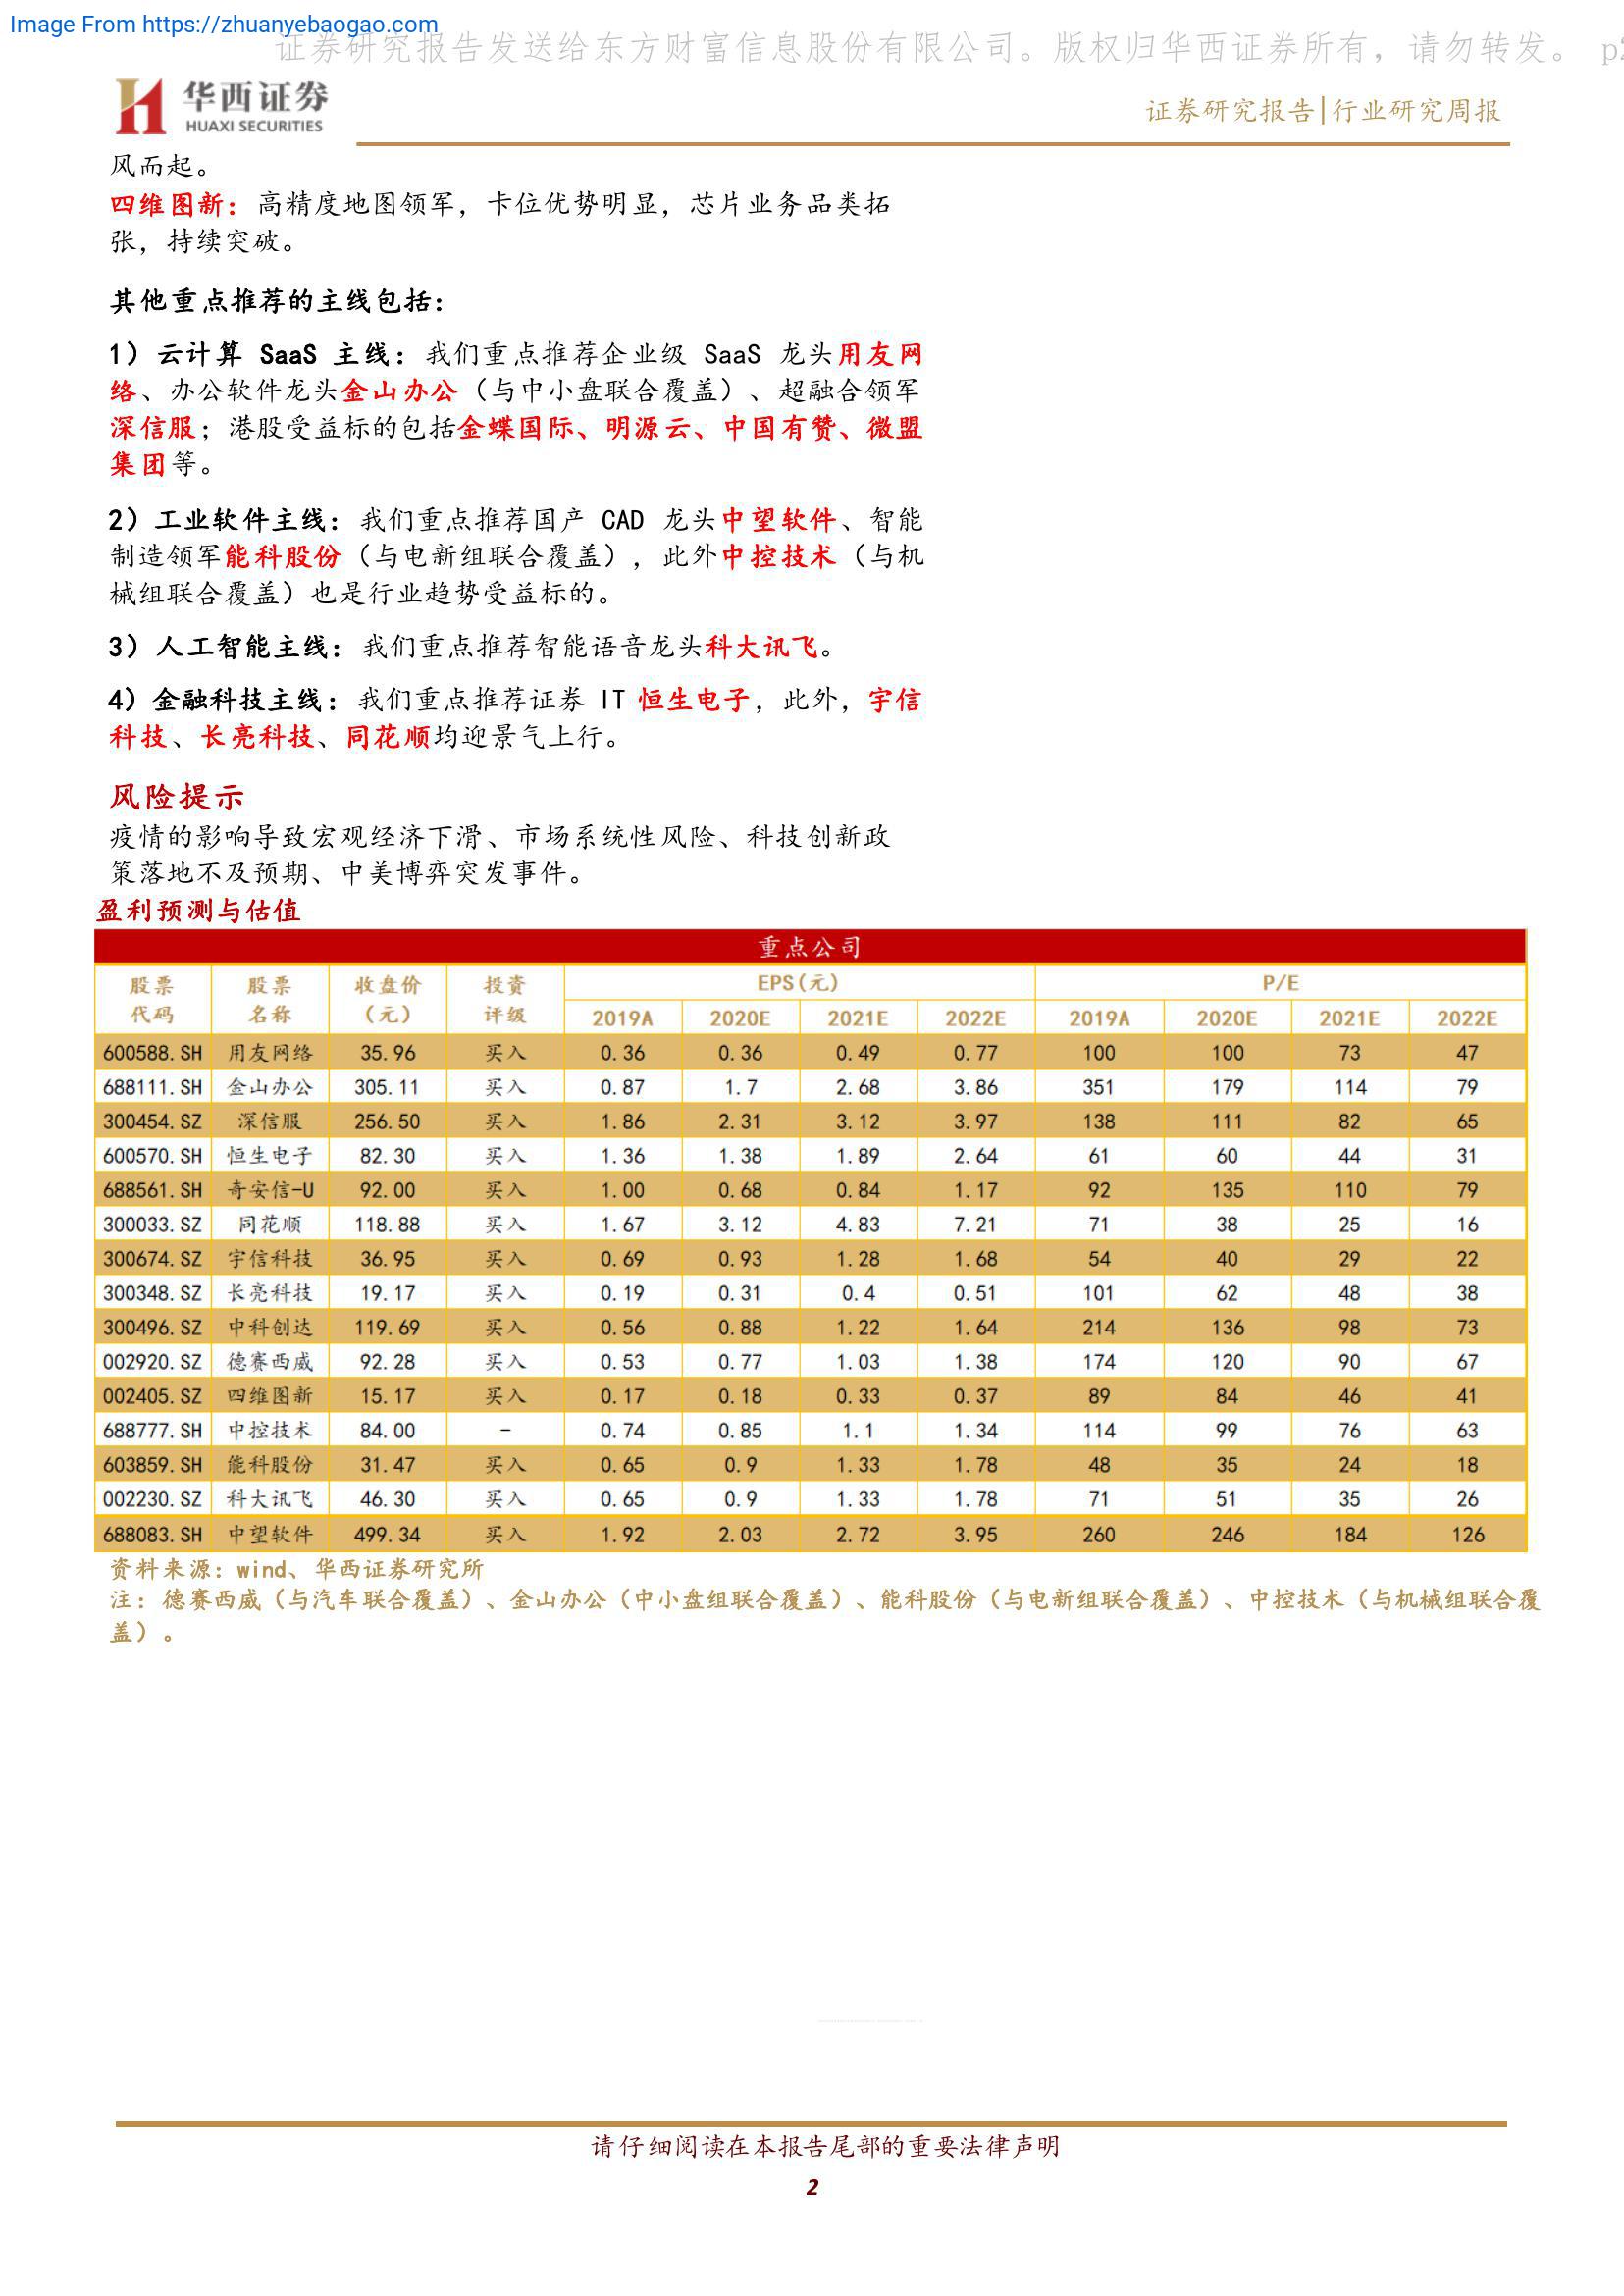 Image From https://zhuanyebaogao.com
证券研究报告发送给东方财富信息股份有限公司。版权归华西证券所有，请勿转发。 p2
华西证券
HUAXI SECURITIES
证券研究报告|行业研究周报
风而起。
四维图新：高精度地图领军，卡位优势明显，芯片业务品类拓
张，持续突破。
其他重点推荐的主线包括：
1）云计算 SaaS 主线：我们重点推荐企业级 SaaS 龙头用友网
络、办公软件龙头金山办公（与中小盘联合覆盖）、超融合领军
深信服；港股受益标的包括金蝶国际、明源云、中国有赞、微盟
集团等。
2）工业软件主线：我们重点推荐国产 CAD 龙头中望软件、智能
制造领军能科股份（与电新组联合覆盖），此外中控技术（与机
械组联合覆盖）也是行业趋势受益标的。
3）人工智能主线：我们重点推荐智能语音龙头科大讯飞。
4）金融科技主线：我们重点推荐证券 IT 恒生电子，此外，宇信
科技、长亮科技、同花顺均迎景气上行。
风险提示
疫情的影响导致宏观经济下滑、市场系统性风险、科技创新政
策落地不及预期、中美博弈突发事件。
盈利预测与估值
重点公司
股票 股票 收盘价 投资 EPS(元) P/E
代码 名称 （元） 评级 2019A 2020E 2021E 2022E 2019A 2020E 2021E 2022E
600588.SH 用友网络 35.96 买入 0.36 0.36 0.49 0.77 100 100 73 47
688111.SH 金山办公 305.11 买入 0.87 1.7 2.68 3.86 351 179 114 79
300454.SZ 深信服 256.50 买入 1.86 2.31 3.12 3.97 138 111 82 65
600570.SH 恒生电子 82.30 买入 1.36 1.38 1.89 2.64 61 60 44 31
688561.SH 奇安信-U 92.00 买入 1.00 0.68 0.84 1.17 92 135 110 79
300033.SZ 同花顺 118.88 买入 1.67 3.12 4.83 7.21 71 38 25 16
300674.SZ 宇信科技 36.95 买入 0.69 0.93 1.28 1.68 54 40 29 22
300348.SZ 长亮科技 19.17 买入 0.19 0.31 0.4 0.51 101 62 48 38
300496.SZ 中科创达 119.69 买入 0.56 0.88 1.22 1.64 214 136 98 73
002920.SZ 德赛西威 92.28 买入 0.53 0.77 1.03 1.38 174 120 90 67
002405.SZ 四维图新 15.17 买入 0.17 0.18 0.33 0.37 89 84 46 41
688777.SH 中控技术 84.00 - 0.74 0.85 1.1 1.34 114 99 76 63
603859.SH 能科股份 31.47 买入 0.65 0.9 1.33 1.78 48 35 24 18
002230.SZ 科大讯飞 46.30 买入 0.65 0.9 1.33 1.78 71 51 35 26
688083.SH 中望软件 499.34 买入 1.92 2.03 2.72 3.95 260 246 184 126
资料来源：wind、华西证券研究所
注：德赛西威（与汽车联合覆盖）、金山办公（中小盘组联合覆盖）、能科股份（与电新组联合覆盖）、中控技术（与机械组联合覆
盖）。
请仔细阅读在本报告尾部的重要法律声明
2